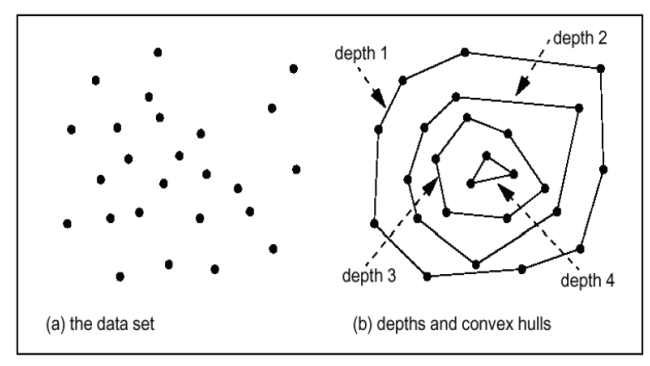 depth 1
depth 2
depth 3
depth 4
(a) the data set
(b) depths and convex hulls